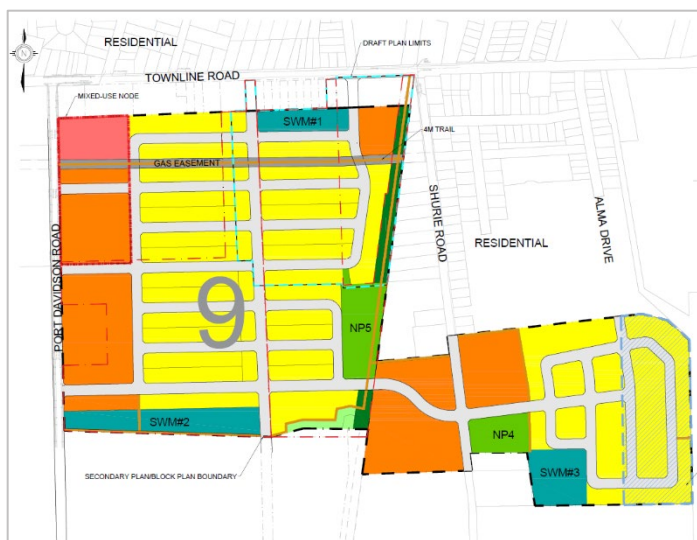 RESIDENTIAL
DRAFT PLAN LIMITS
N
TOWNLINE ROAD
MIXED-USE NODE
SWM#1
4M TRAIL
GAS EASEMENT
SHURIE ROAD
ALMA DRIVE
RESIDENTIAL
PORT DAVIDSON ROAD
9
NP5
SWM#2
NP4
SWM#3
SECONDARY PLAN/BLOCK PLAN BOUNDARY